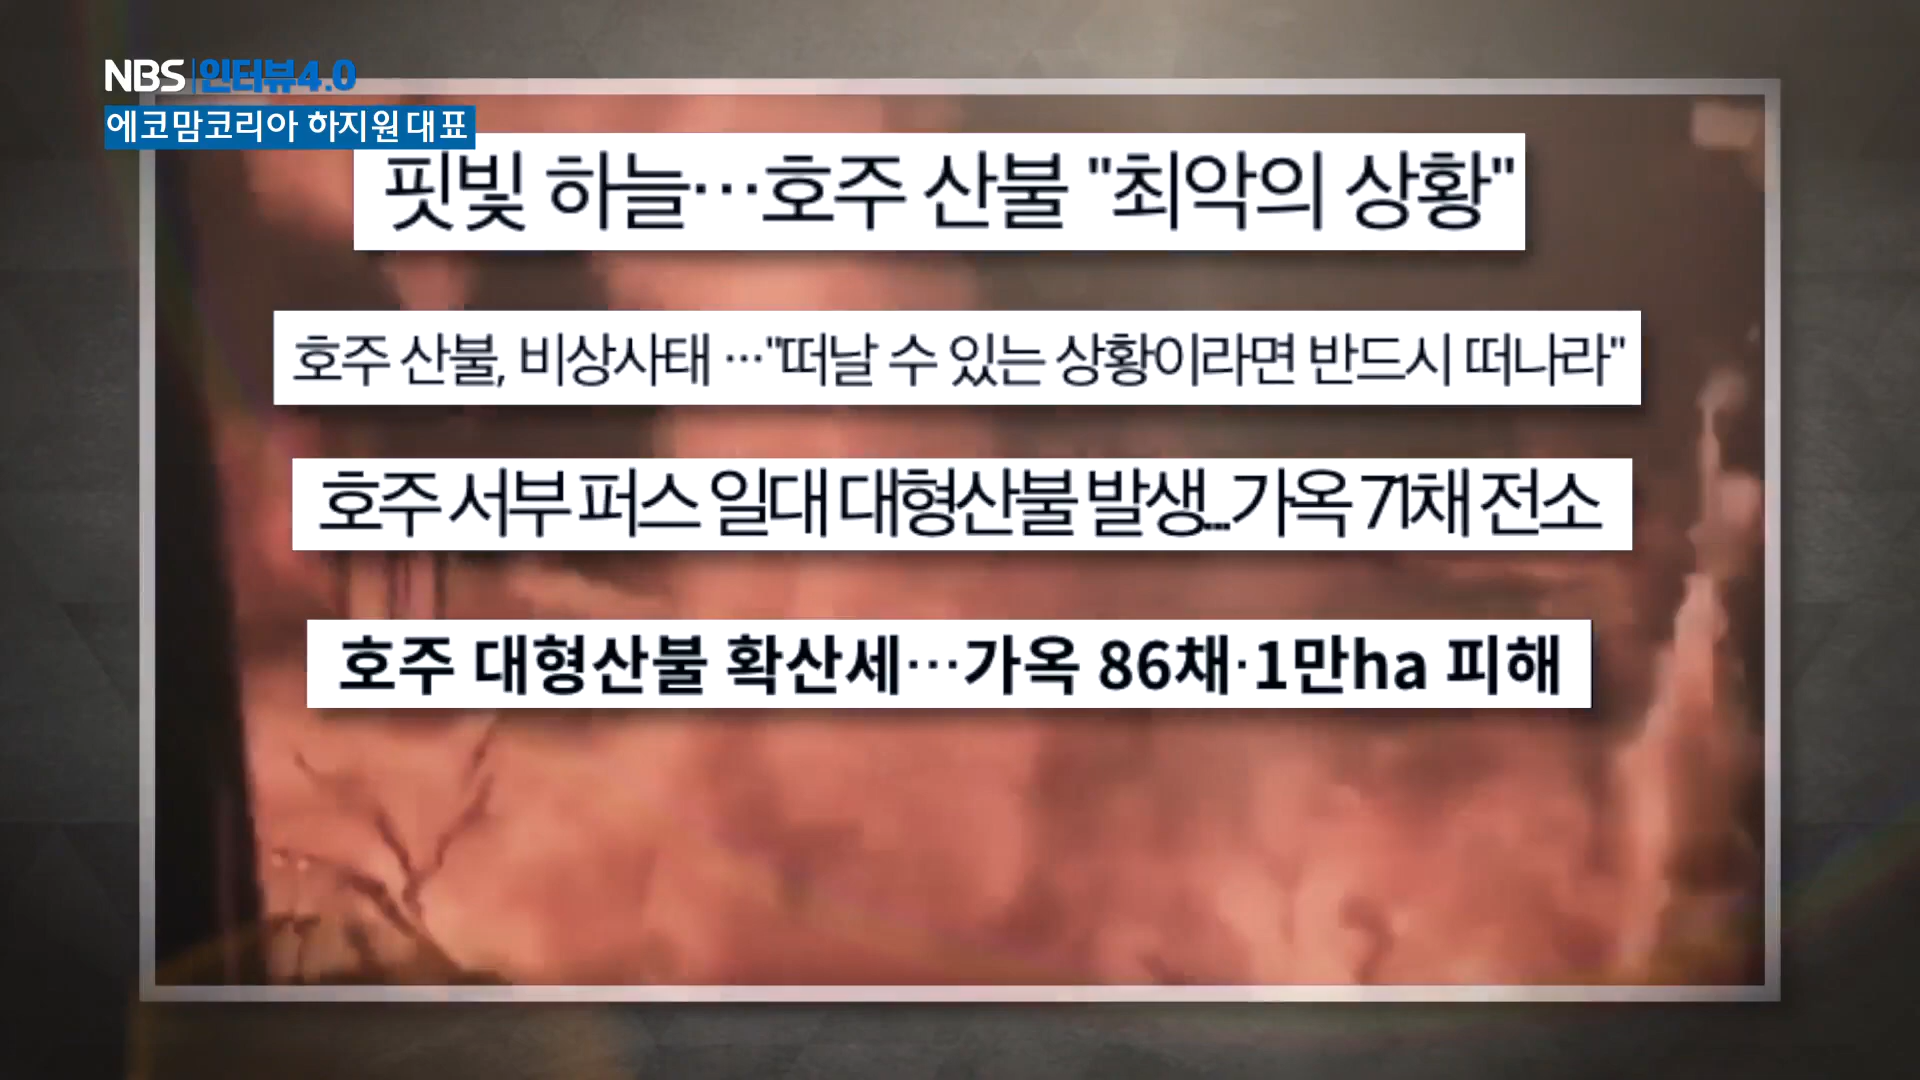 NBS 인터뷰4.0
에코맘코리아 하지원 대표
핏빛 하늘…호주 산불 "최악의 상황"
호주 산불, 비상사태 …"떠날 수 있는 상황이라면 반드시 떠나라"
호주 서부 퍼스 일대 대형산불 발생...가옥 71채 전소
호주 대형산불 확산세…가옥 86채·1만ha 피해